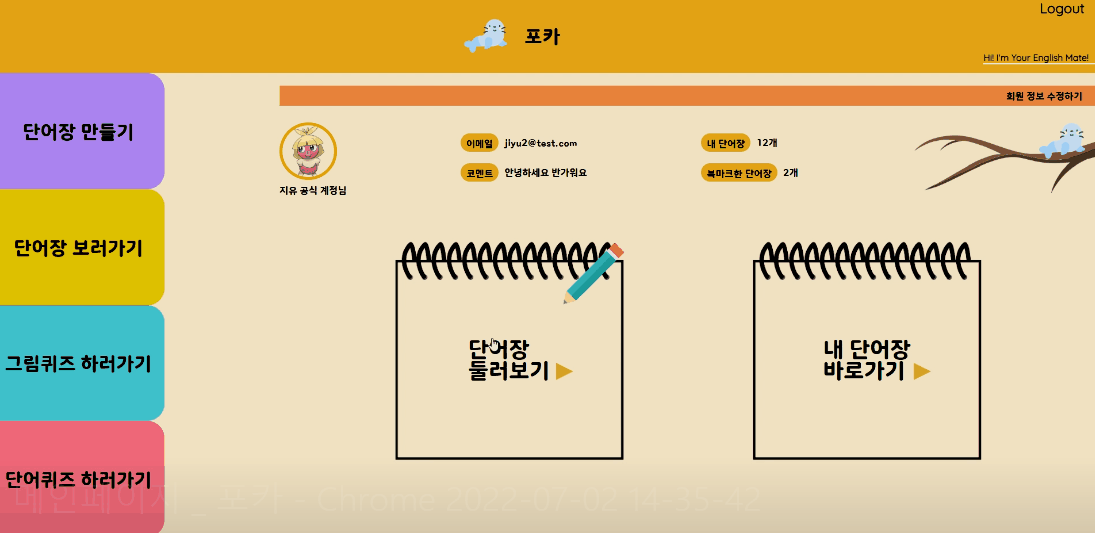 Logout
포카
Hi! I'm Your English Mate!
단어장 만들기
단어장 보러가기
그림퀴즈 하러가기
단어퀴즈 하러가기
회원 정보 수정하기
지유 공식 계정님
이메일 jiyu2@test.com
코멘트 안녕하세요 반가워요
내 단어장 12개
북마크한 단어장 2개
단어장
둘러보기
내 단어장
바로가기
메인페이지 _ 포카 - Chrome 2022-07-02 14-35-42